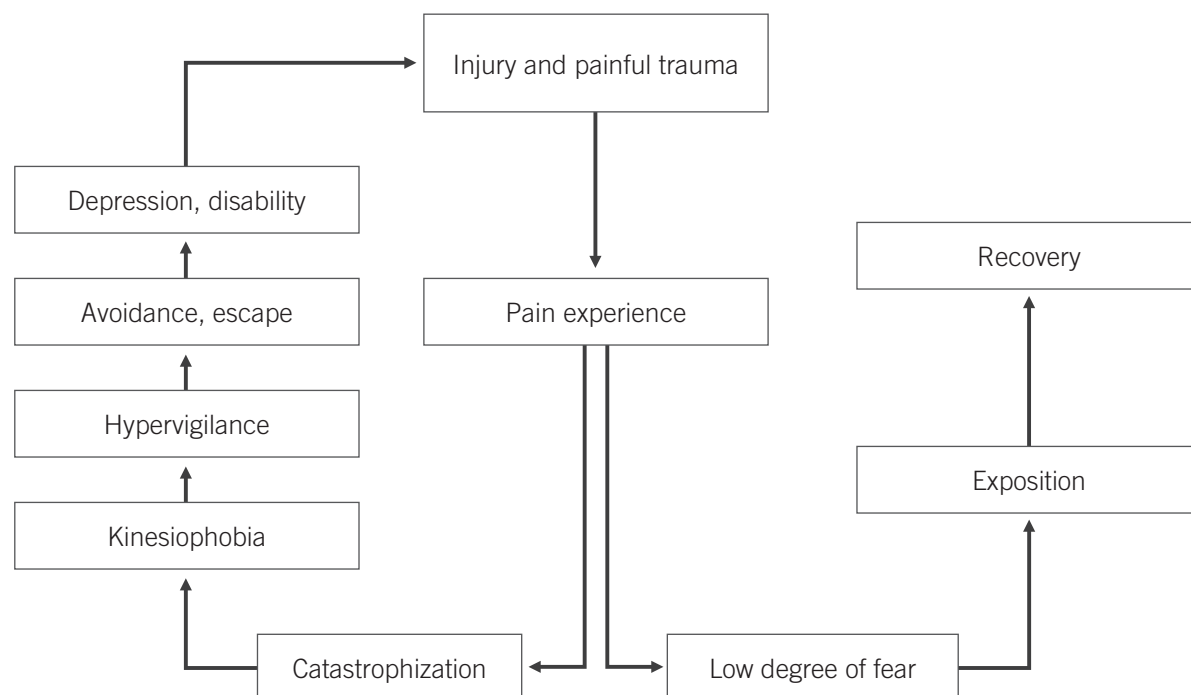 Injury and painful trauma
Depression, disability
Recovery
Avoidance, escape
Pain experience
Hypervigilance
Exposition
Kinesiophobia
Catastrophization
Low degree of fear